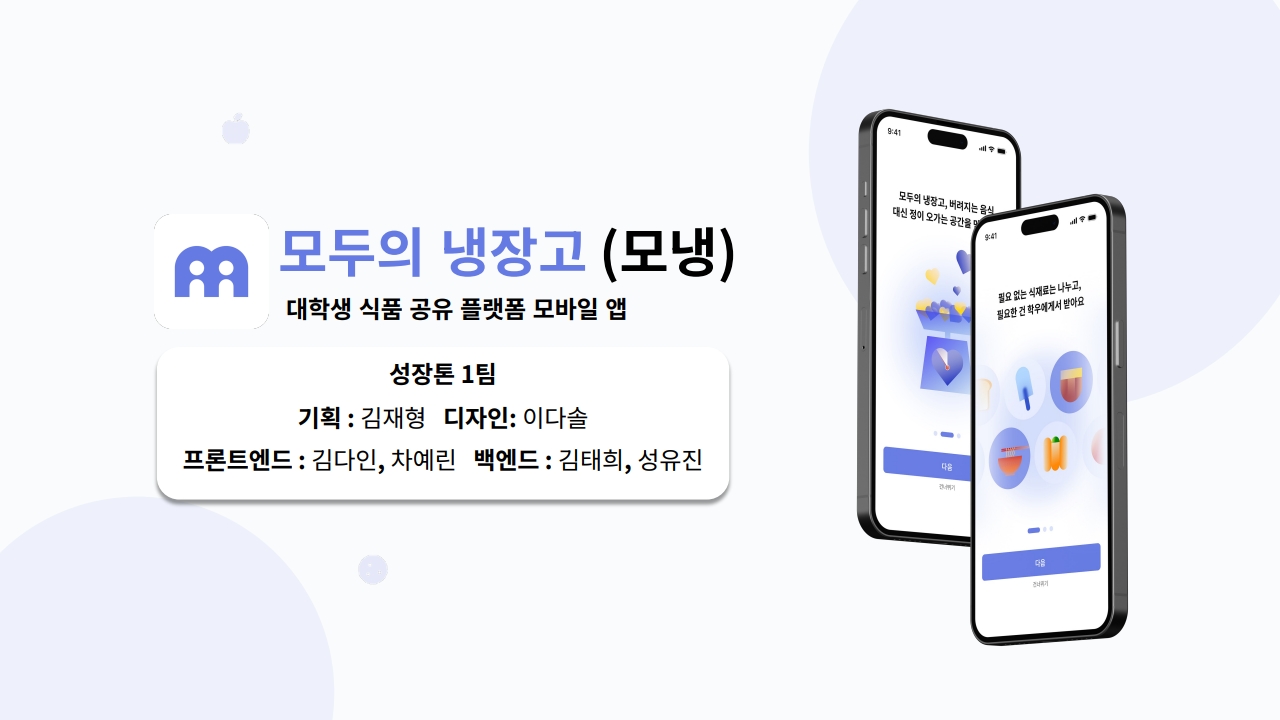 모두의 냉장고 (모냉)
대학생 식품 공유 플랫폼 모바일 앱
성장톤 1팀
기획 : 김재형 디자인: 이다솔
프론트엔드 : 김다인, 차예린 백엔드 : 김태희, 성유진
9:41
모두의 냉장고, 버려지는 음식
대신 정이 오가는 공간을
다음
건너뛰기
9:41
필요 없는 식재료는 나누고,
필요한 건 학우에게서 받아요
다음
건너뛰기